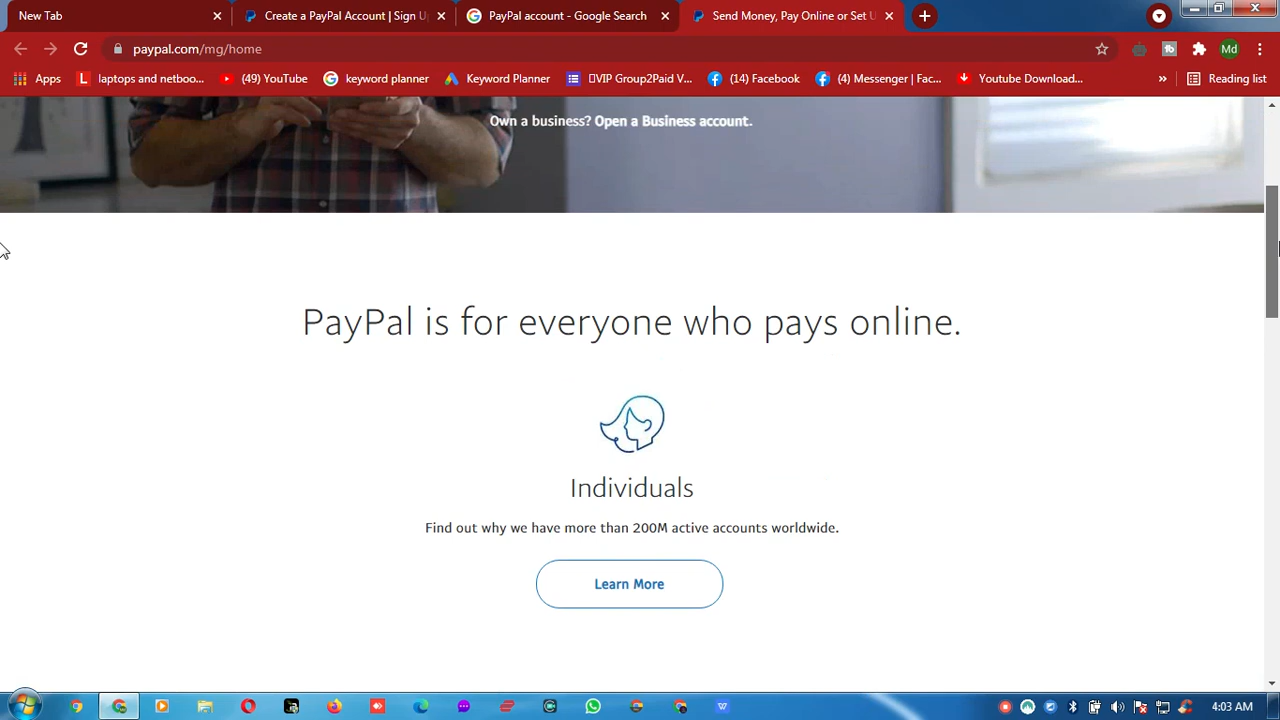 New Tab
Create a PayPal Account | Sign U
PayPal account - Google Search
Send Money, Pay Online or Set U
paypal.com/mg/home
Md
Apps
laptops and netboo...
(49) YouTube
keyword planner
Keyword Planner
VIP Group2Paid V...
(14) Facebook
(4) Messenger | Fac...
Youtube Download...
»
Reading list
Own a business? Open a Business account.
PayPal is for everyone who pays online.
Individuals
Find out why we have more than 200M active accounts worldwide.
Learn More
4:03 AM